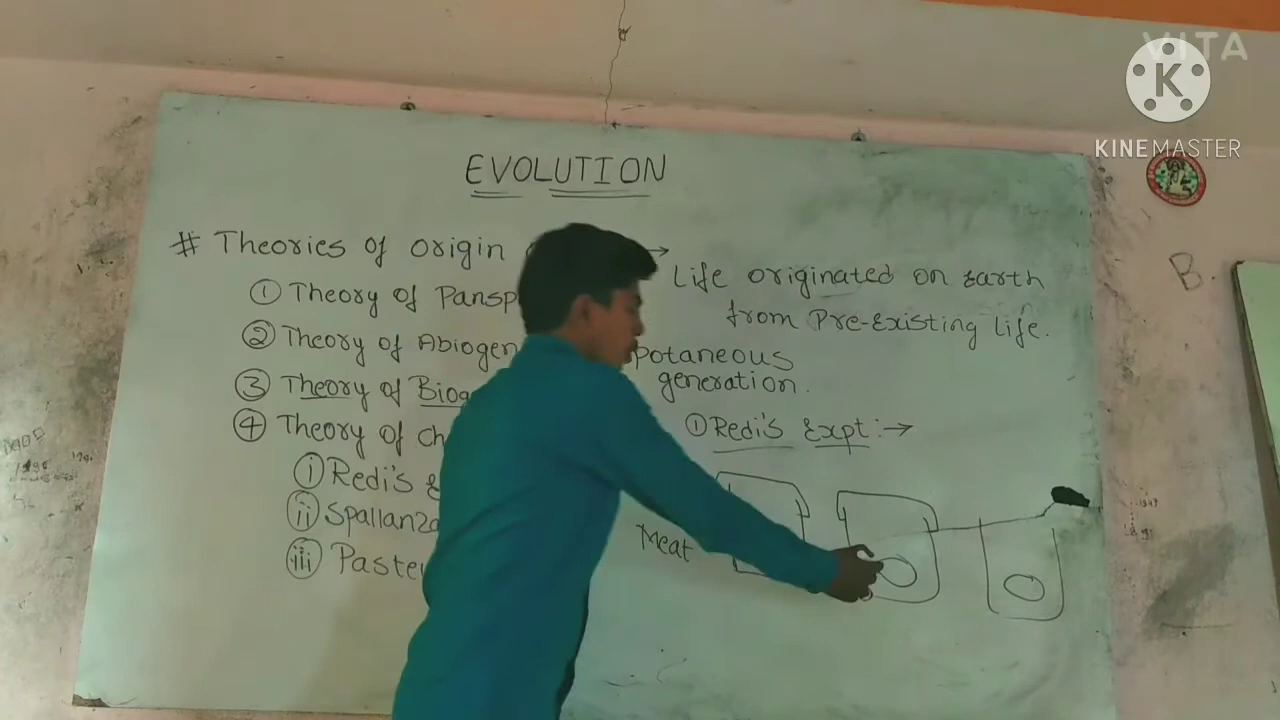 VITA
K
KINEMASTER
EVOLUTION
# Theories of origin
① Theory of Pansp
Life originated on Earth
from Pre-Existing life.
② Theory of Abiogen
potaneous
generation.
③ Theory of Biog
④ Theory of Ch
① Redi's Expt:→
ⓘ Redi's E
ⓘⓘ Spallanza
ⓘⓘⓘ Paste
Meat
B.